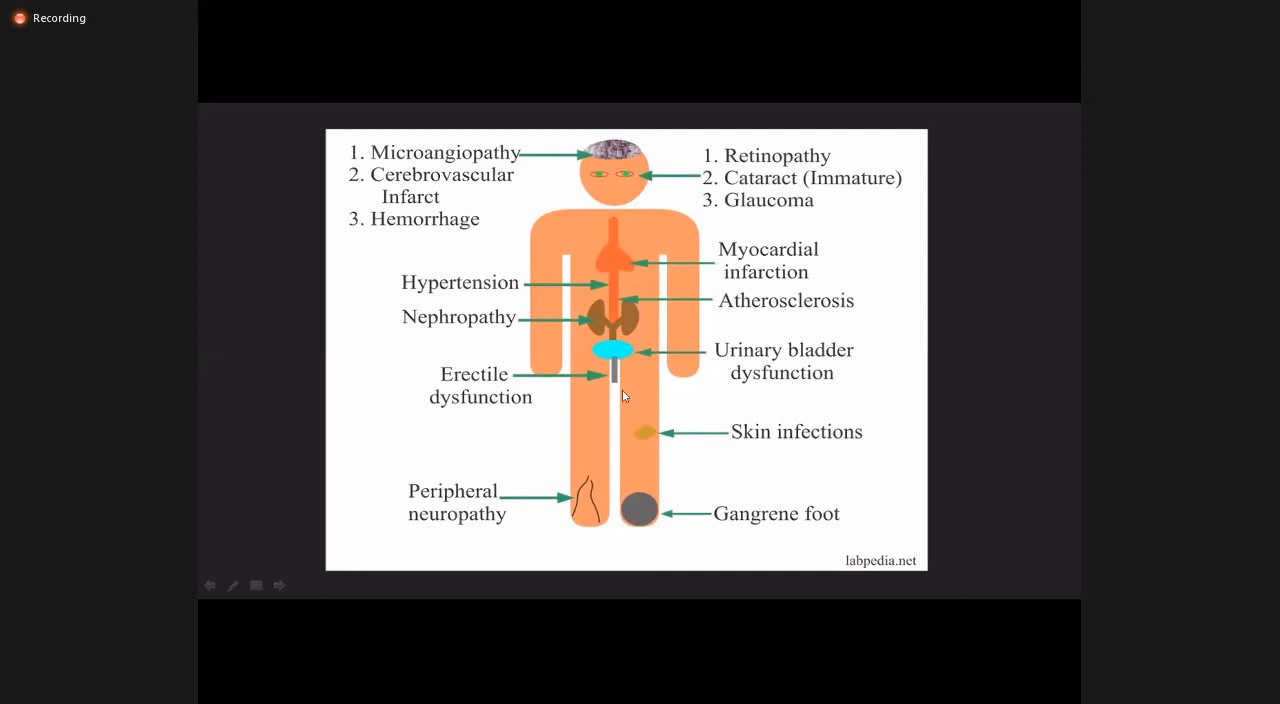 Recording
1. Microangiopathy
2. Cerebrovascular
Infarct
3. Hemorrhage
1. Retinopathy
2. Cataract (Immature)
3. Glaucoma
Myocardial
infarction
Hypertension
Atherosclerosis
Nephropathy
Urinary bladder
dysfunction
Erectile
dysfunction
Skin infections
Peripheral
neuropathy
Gangrene foot
labpedia.net